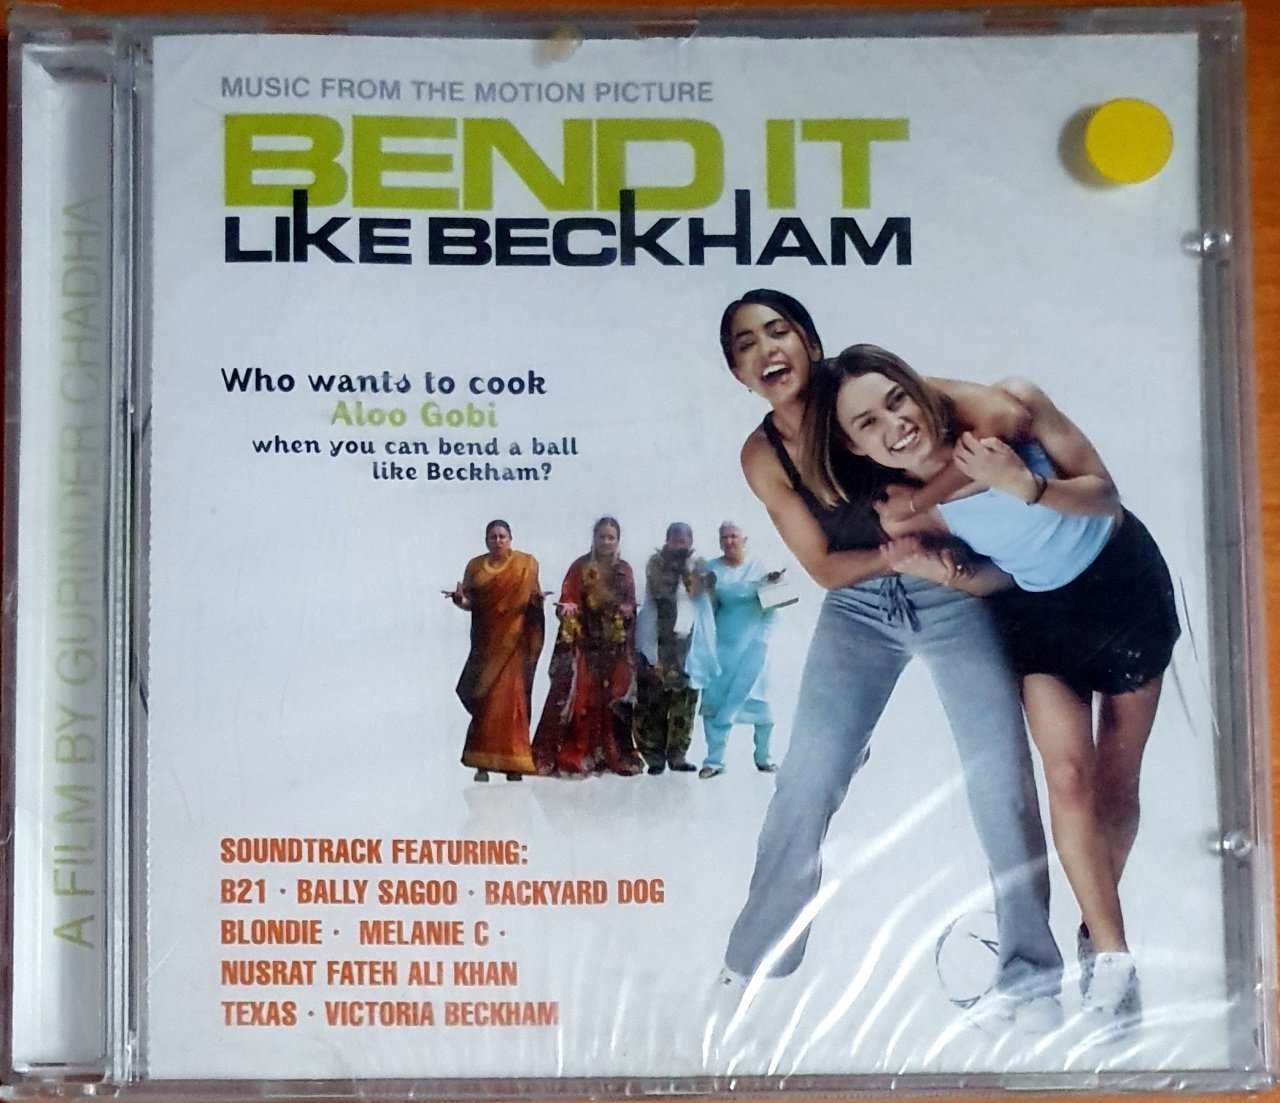 MUSIC FROM THE MOTION PICTURE
BEND IT
LIKE BECKHAM
Who wants to cook
Aloo Gobi
when you can bend a ball
like Beckham?
SOUNDTRACK FEATURING:
B21 · BALLY SAGOO · BACKYARD DOG
BLONDIE · MELANIE C ·
NUSRAT FATEH ALI KHAN
TEXAS · VICTORIA BECKHAM
A FILM BY GURINDER CHADHA